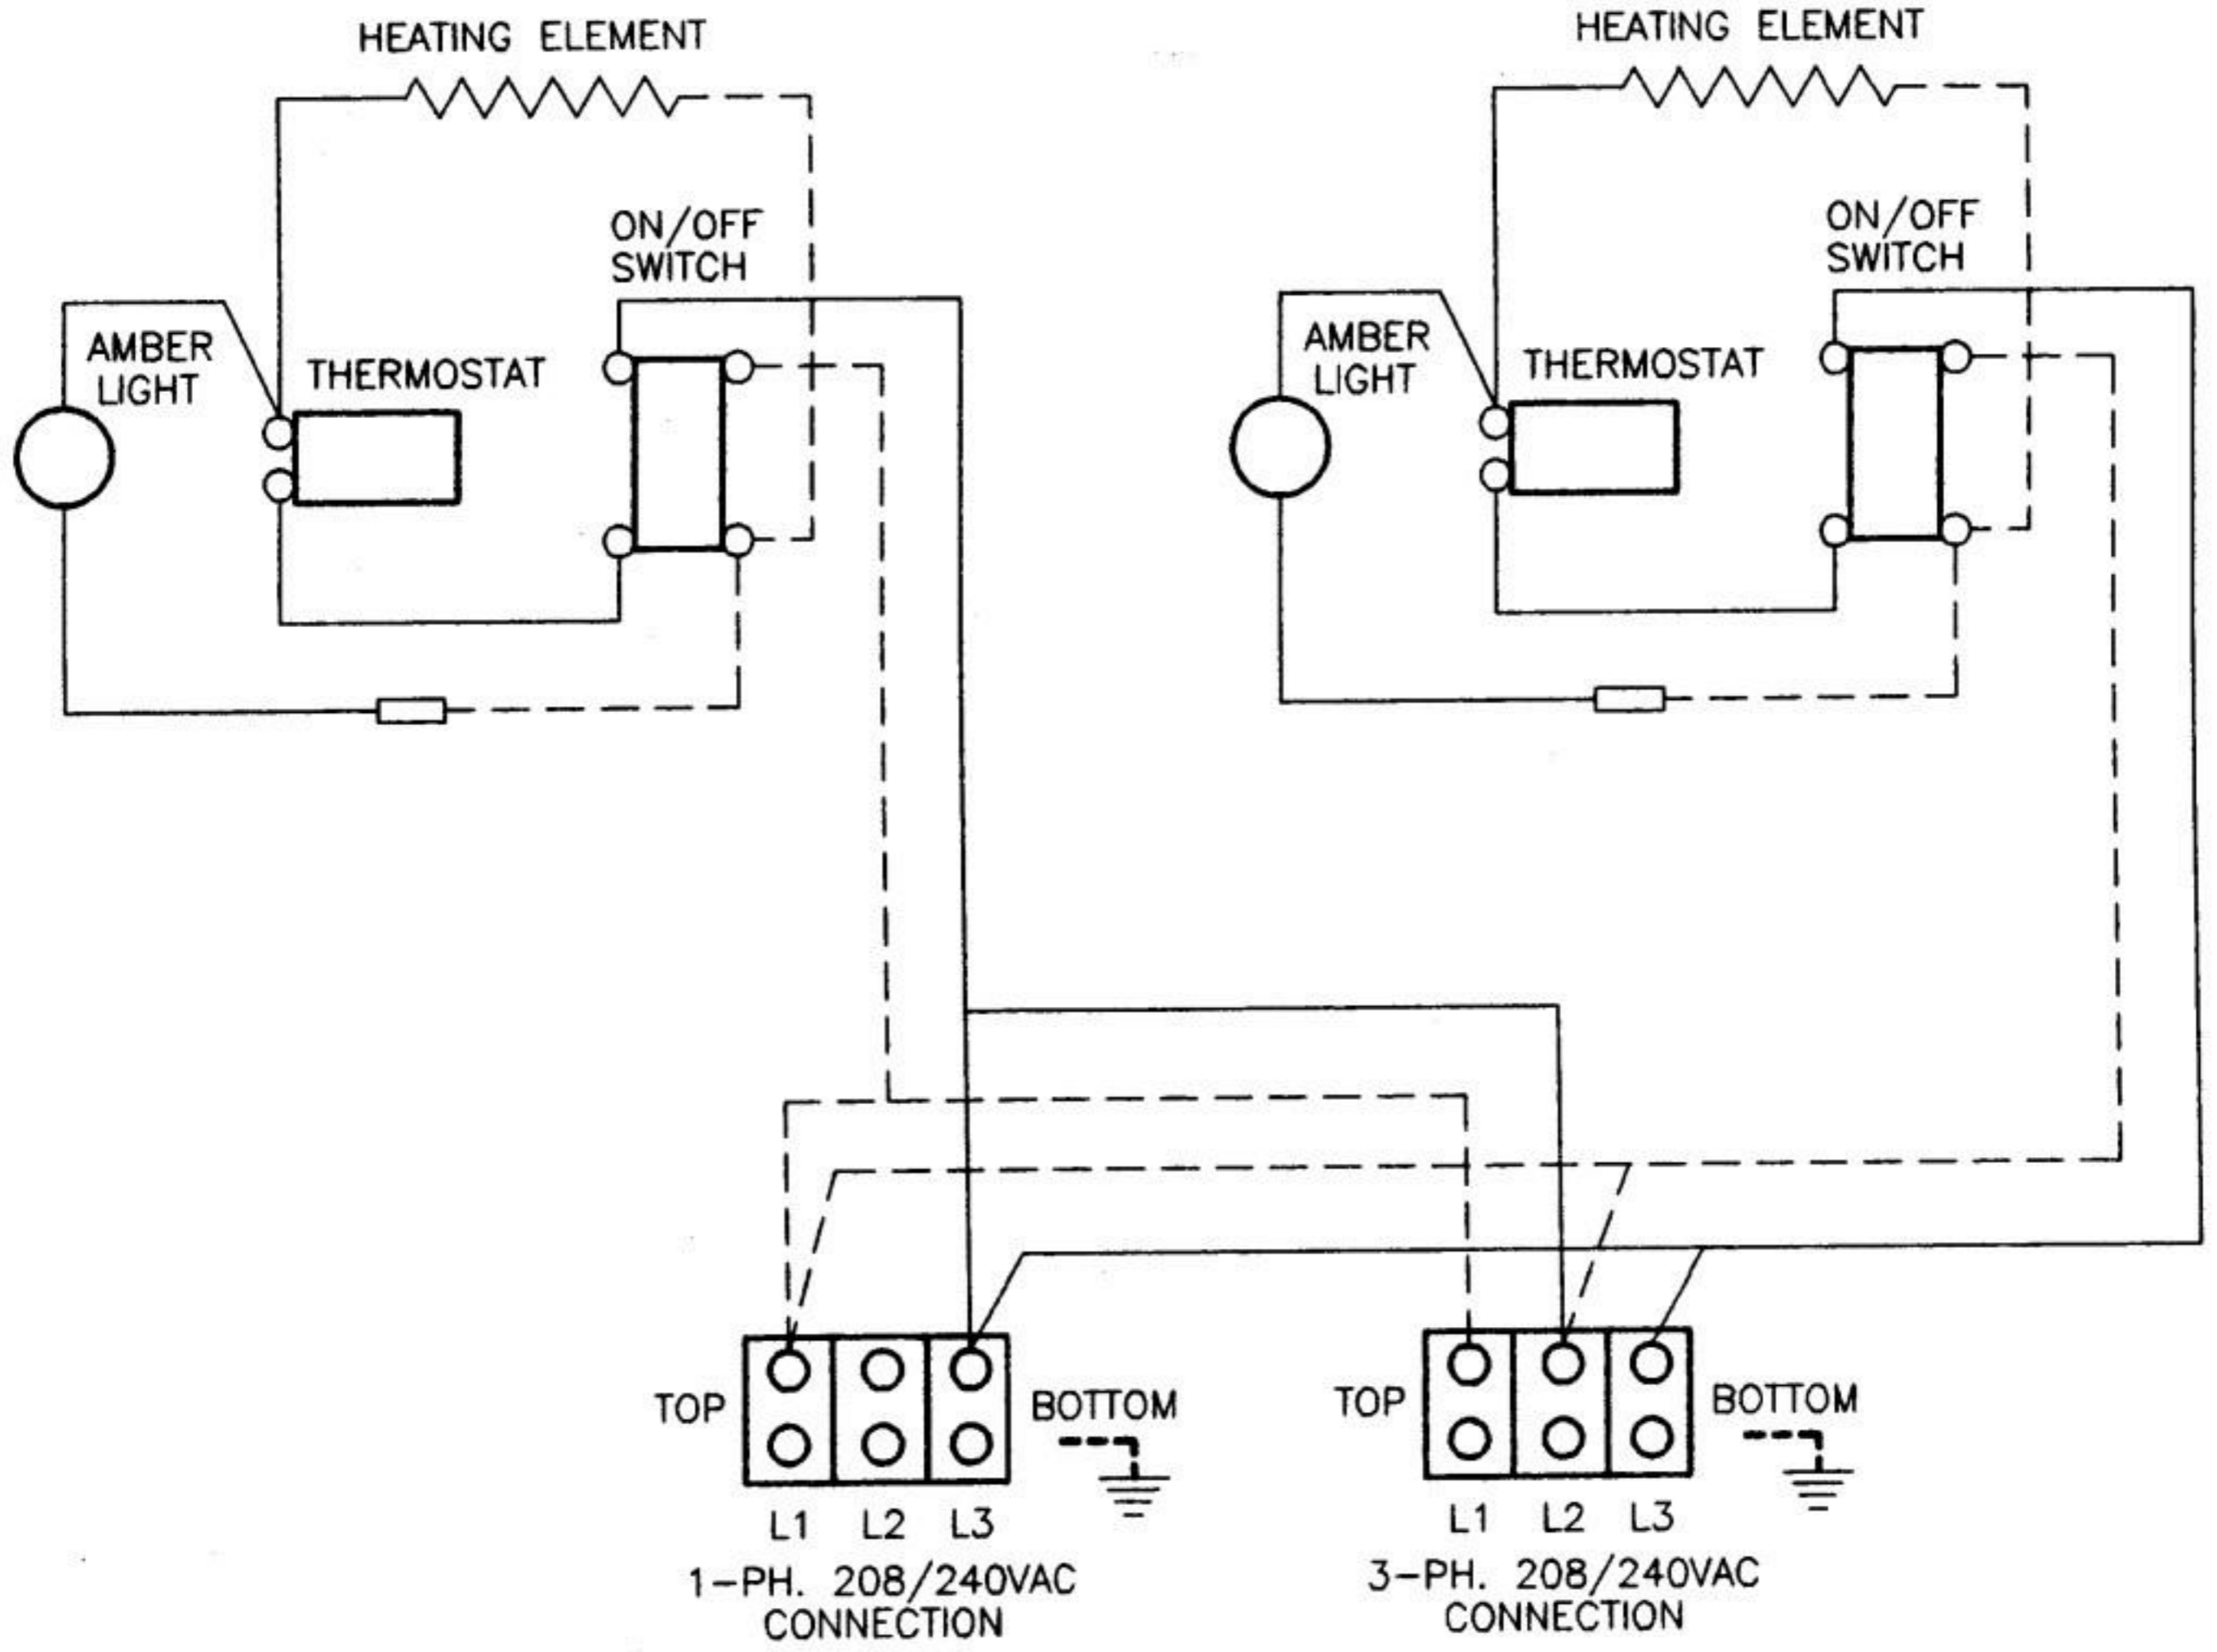 HEATING ELEMENT
HEATING ELEMENT
ON/OFF
SWITCH
ON/OFF
SWITCH
AMBER
LIGHT
THERMOSTAT
AMBER
LIGHT
THERMOSTAT
TOP
BOTTOM
TOP
BOTTOM
L1 L2 L3
L1 L2 L3
1-PH. 208/240VAC
CONNECTION
3-PH. 208/240VAC
CONNECTION